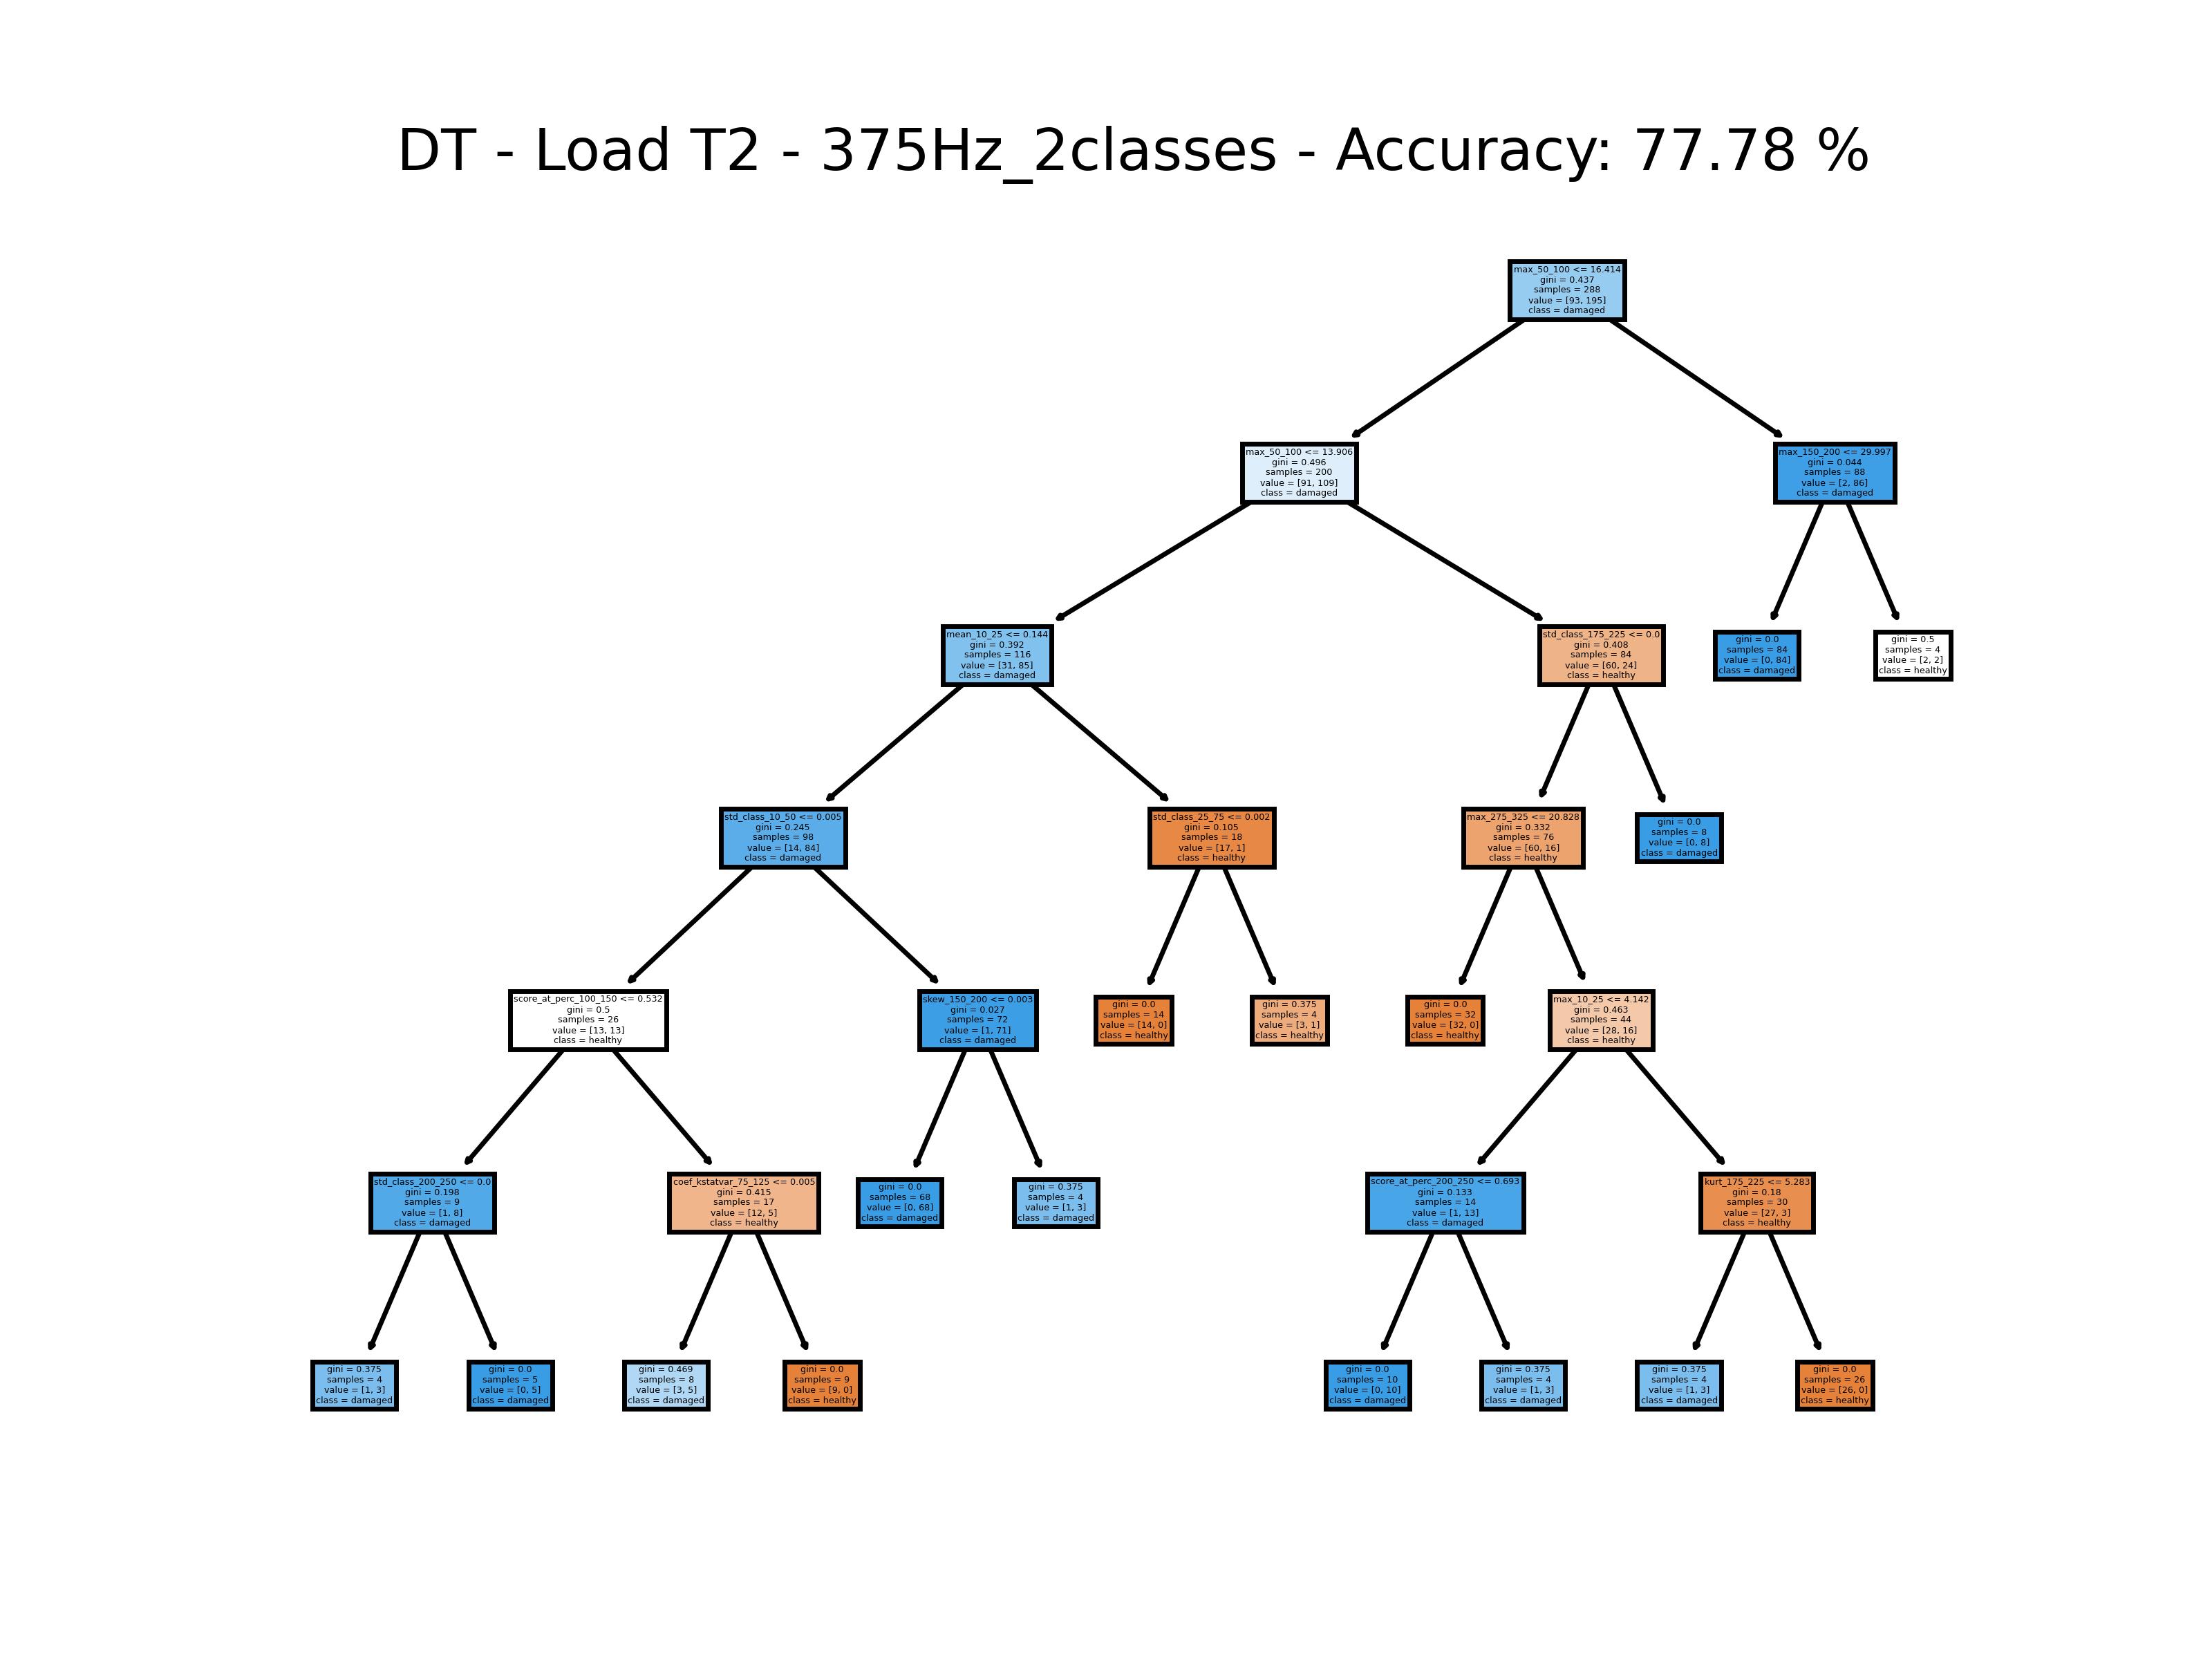 DT - Load T2 - 375Hz_2classes - Accuracy: 77.78 %
max_50_100 <= 16.414
gini = 0.437
samples = 288
value = [93, 195]
class = damaged
max_50_100 <= 13.906
gini = 0.496
samples = 200
value = [91, 109]
class = damaged
max_150_200 <= 29.997
gini = 0.044
samples = 88
value = [2, 86]
class = damaged
mean_10_25 <= 0.144
gini = 0.392
samples = 116
value = [31, 85]
class = damaged
std_class_175_225 <= 0.0
gini = 0.408
samples = 84
value = [60, 24]
class = healthy
gini = 0.0
samples = 84
value = [0, 84]
class = damaged
gini = 0.5
samples = 4
value = [2, 2]
class = healthy
std_class_10_50 <= 0.005
gini = 0.245
samples = 98
value = [14, 84]
class = damaged
std_class_25_75 <= 0.002
gini = 0.105
samples = 18
value = [17, 1]
class = healthy
max_275_325 <= 20.828
gini = 0.332
samples = 76
value = [60, 16]
class = healthy
gini = 0.0
samples = 8
value = [0, 8]
class = damaged
score_at_perc_100_150 <= 0.532
gini = 0.5
samples = 26
value = [13, 13]
class = healthy
skew_150_200 <= 0.003
gini = 0.027
samples = 72
value = [1, 71]
class = damaged
gini = 0.0
samples = 14
value = [14, 0]
class = healthy
gini = 0.375
samples = 4
value = [3, 1]
class = healthy
gini = 0.0
samples = 32
value = [32, 0]
class = healthy
max_10_25 <= 4.142
gini = 0.463
samples = 44
value = [28, 16]
class = healthy
std_class_200_250 <= 0.0
gini = 0.198
samples = 9
value = [1, 8]
class = damaged
coef_kstatvar_75_125 <= 0.005
gini = 0.415
samples = 17
value = [12, 5]
class = healthy
gini = 0.0
samples = 68
value = [0, 68]
class = damaged
gini = 0.375
samples = 4
value = [1, 3]
class = damaged
score_at_perc_200_250 <= 0.693
gini = 0.133
samples = 14
value = [1, 13]
class = damaged
kurt_175_225 <= 5.283
gini = 0.18
samples = 30
value = [27, 3]
class = healthy
gini = 0.375
samples = 4
value = [1, 3]
class = damaged
gini = 0.0
samples = 5
value = [0, 5]
class = damaged
gini = 0.469
samples = 8
value = [3, 5]
class = damaged
gini = 0.0
samples = 9
value = [9, 0]
class = healthy
gini = 0.0
samples = 10
value = [0, 10]
class = damaged
gini = 0.375
samples = 4
value = [1, 3]
class = damaged
gini = 0.375
samples = 4
value = [1, 3]
class = damaged
gini = 0.0
samples = 26
value = [26, 0]
class = healthy